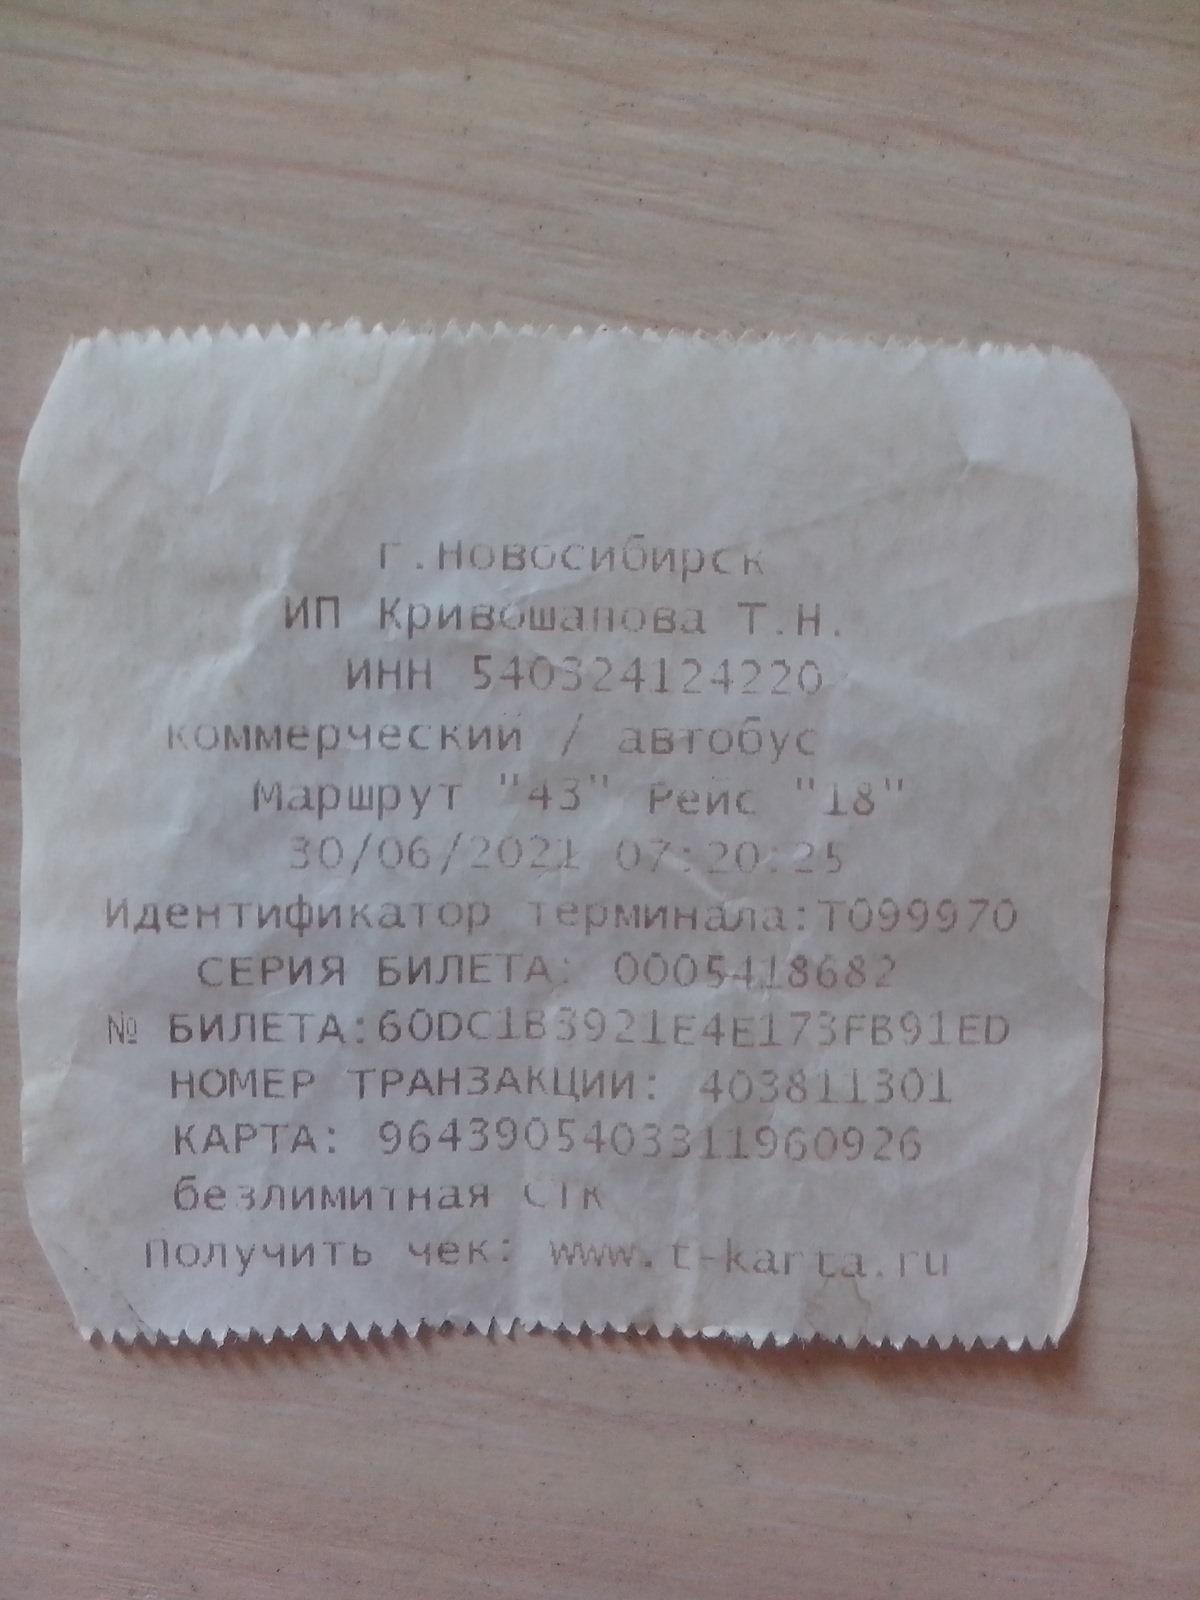 г.Новосибирск
ИП Кривошапова Т.Н.
ИНН 540324124220
коммерческий / автобус
Маршрут "43" Рейс "18"
30/06/2021 07:20:25
Идентификатор терминала:T099970
СЕРИЯ БИЛЕТА: 0005418682
№ БИЛЕТА:60DC1B3921E4E173FB91ED
НОМЕР ТРАНЗАКЦИИ: 403811301
КАРТА: 9643905403311960926
безлимитная СТК
Получить чек: www.t-karta.ru